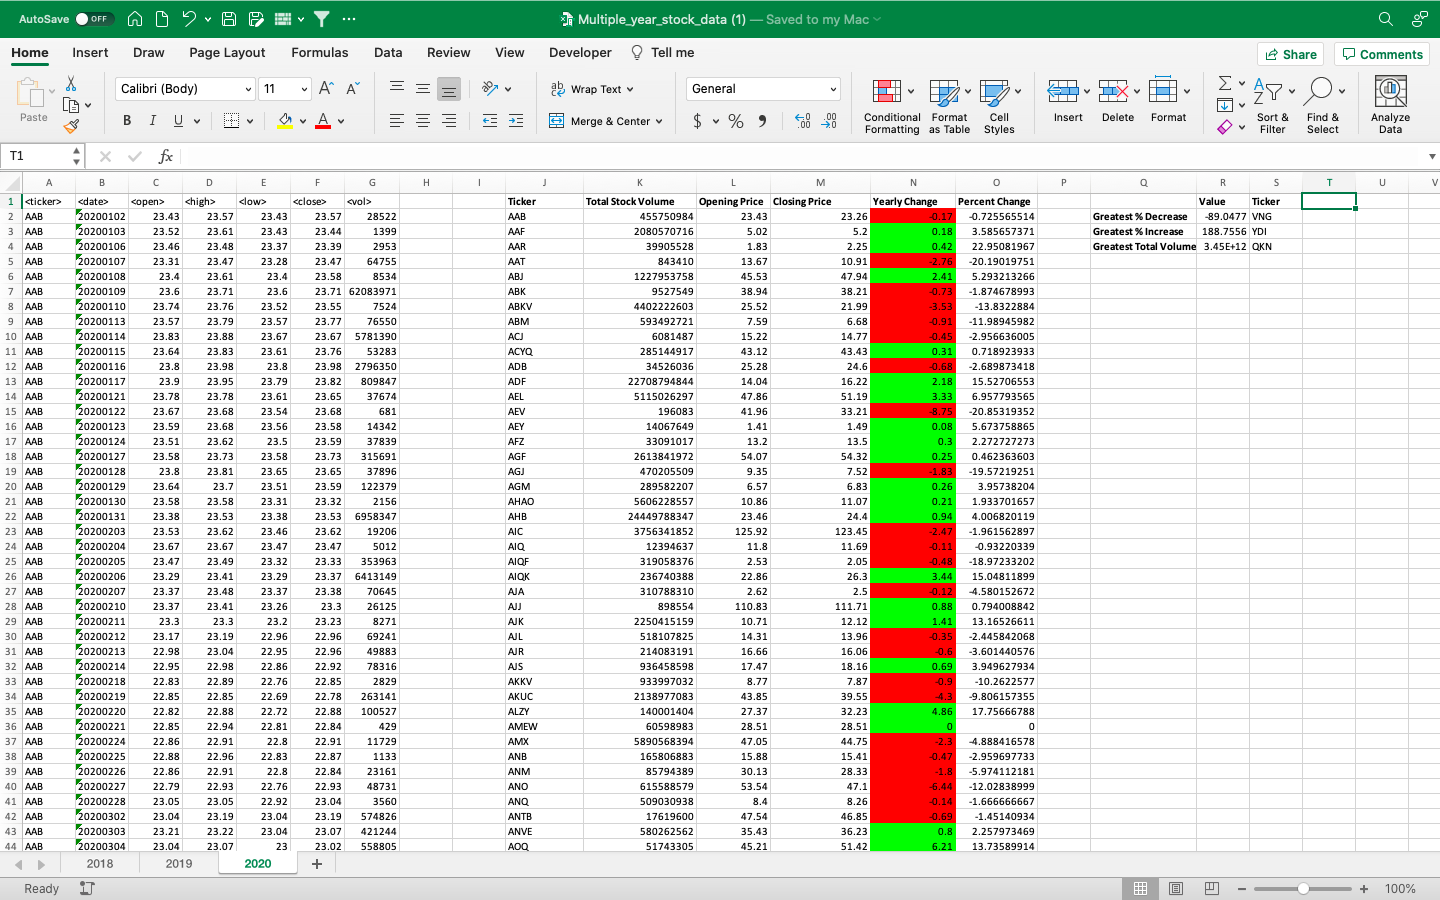 AutoSave OFF Multiple_year_stock_data (1) — Saved to my Mac
Home Insert Draw Page Layout Formulas Data Review View Developer Tell me Share Comments
Paste Calibri (Body) 11 A A ab Wrap Text General Conditional Formatting Format as Table Cell Styles Insert Delete Format Sort & Filter Find & Select Analyze Data
B I U A Merge & Center $ % 9
T1 fx
A B C D E F G H I J K L M N O P Q R S T U V
1 <ticker> <date> <open> <high> <low> <close> <vol> Ticker Total Stock Volume Opening Price Closing Price Yearly Change Percent Change Value Ticker
2 AAB 20200102 23.43 23.57 23.43 23.57 28522 AAB 455750984 23.43 23.26 -0.17 -0.725565514 Greatest % Decrease -89.0477 VNG
3 AAB 20200103 23.52 23.61 23.43 23.44 1399 AAF 2080570716 5.02 5.2 0.18 3.585657371 Greatest % Increase 188.7556 YDI
4 AAB 20200106 23.46 23.48 23.37 23.39 2953 AAR 39905528 1.83 2.25 0.42 22.95081967 Greatest Total Volume 3.45E+12 QKN
5 AAB 20200107 23.31 23.47 23.28 23.47 64755 AAT 843410 13.67 10.91 -2.76 -20.19019751
6 AAB 20200108 23.4 23.61 23.4 23.58 8534 ABJ 1227953758 45.53 47.94 2.41 5.293213266
7 AAB 20200109 23.6 23.71 23.6 23.71 62083971 ABK 9527549 38.94 38.21 -0.73 -1.874678993
8 AAB 20200110 23.74 23.76 23.52 23.55 7524 ABKV 4402222603 25.52 21.99 -3.53 -13.8322884
9 AAB 20200113 23.57 23.79 23.57 23.77 76550 ABM 593492721 7.59 6.68 -0.91 -11.98945982
10 AAB 20200114 23.83 23.88 23.67 23.67 5781390 ACJ 6081487 15.22 14.77 -0.45 -2.956636005
11 AAB 20200115 23.64 23.83 23.61 23.76 53283 ACYQ 285144917 43.12 43.43 0.31 0.718923933
12 AAB 20200116 23.8 23.98 23.8 23.98 2796350 ADB 34526036 25.28 24.6 -0.68 -2.689873418
13 AAB 20200117 23.9 23.95 23.79 23.82 809847 ADF 22708794844 14.04 16.22 2.18 15.52706553
14 AAB 20200121 23.78 23.78 23.61 23.65 37674 AEL 5115026297 47.86 51.19 3.33 6.957793565
15 AAB 20200122 23.67 23.68 23.54 23.68 681 AEV 196083 41.96 33.21 -8.75 -20.85319352
16 AAB 20200123 23.59 23.68 23.56 23.58 14342 AEY 14067649 1.41 1.49 0.08 5.673758865
17 AAB 20200124 23.51 23.62 23.5 23.59 37839 AFZ 33091017 13.2 13.5 0.3 2.272727273
18 AAB 20200127 23.58 23.73 23.58 23.73 315691 AGF 2613841972 54.07 54.32 0.25 0.462363603
19 AAB 20200128 23.8 23.81 23.65 23.65 37896 AGJ 470205509 9.35 7.52 -1.83 -19.57219251
20 AAB 20200129 23.64 23.7 23.51 23.59 122379 AGM 289582207 6.57 6.83 0.26 3.95738204
21 AAB 20200130 23.58 23.58 23.31 23.32 2156 AHAO 5606228557 10.86 11.07 0.21 1.933701657
22 AAB 20200131 23.38 23.53 23.38 23.53 6958347 AHB 24449788347 23.46 24.4 0.94 4.006820119
23 AAB 20200203 23.53 23.62 23.46 23.62 19206 AIC 3756341852 125.92 123.45 -2.47 -1.961562897
24 AAB 20200204 23.67 23.67 23.47 23.47 5012 AIQ 12394637 11.8 11.69 -0.11 -0.93220339
25 AAB 20200205 23.47 23.49 23.32 23.33 353963 AIQF 319058376 2.53 2.05 -0.48 -18.97233202
26 AAB 20200206 23.29 23.41 23.29 23.37 6413149 AIQK 236740388 22.86 26.3 3.44 15.04811899
27 AAB 20200207 23.37 23.48 23.37 23.38 70645 AJA 310788310 2.62 2.5 -0.12 -4.580152672
28 AAB 20200210 23.37 23.41 23.26 23.3 26125 AJJ 898554 110.83 111.71 0.88 0.794008842
29 AAB 20200211 23.3 23.3 23.2 23.23 8271 AJK 2250415159 10.71 12.12 1.41 13.16526611
30 AAB 20200212 23.17 23.19 22.96 22.96 69241 AJL 518107825 14.31 13.96 -0.35 -2.445842068
31 AAB 20200213 22.98 23.04 22.95 22.96 49883 AJR 214083191 16.66 16.06 -0.6 -3.601440576
32 AAB 20200214 22.95 22.98 22.86 22.92 78316 AJS 936458598 17.47 18.16 0.69 3.949627934
33 AAB 20200218 22.83 22.89 22.76 22.85 2829 AKKV 933997032 8.77 7.87 -0.9 -10.2622577
34 AAB 20200219 22.85 22.85 22.69 22.78 263141 AKUC 2138977083 43.85 39.55 -4.3 -9.806157355
35 AAB 20200220 22.82 22.88 22.72 22.88 100527 ALZY 140001404 27.37 32.23 4.86 17.75666788
36 AAB 20200221 22.85 22.94 22.81 22.84 429 AMEW 60598983 28.51 28.51 0 0
37 AAB 20200224 22.86 22.91 22.8 22.91 11729 AMX 5890568394 47.05 44.75 -2.3 -4.888416578
38 AAB 20200225 22.88 22.96 22.83 22.87 1133 ANB 165806883 15.88 15.41 -0.47 -2.959697733
39 AAB 20200226 22.86 22.91 22.8 22.84 23161 ANM 85794389 30.13 28.33 -1.8 -5.974112181
40 AAB 20200227 22.79 22.93 22.76 22.93 48731 ANO 615588579 53.54 47.1 -6.44 -12.02838999
41 AAB 20200228 23.05 23.05 22.92 23.04 3560 ANQ 509030938 8.4 8.26 -0.14 -1.666666667
42 AAB 20200302 23.04 23.19 23.04 23.19 574826 ANTB 17619600 47.54 46.85 -0.69 -1.45140934
43 AAB 20200303 23.21 23.22 23.04 23.07 421244 ANVE 580262562 35.43 36.23 0.8 2.257973469
44 AAB 20200304 23.04 23.07 23 23.02 558805 AOQ 51743305 45.21 51.42 6.21 13.73589914
2018 2019 2020 +
Ready − + 100%